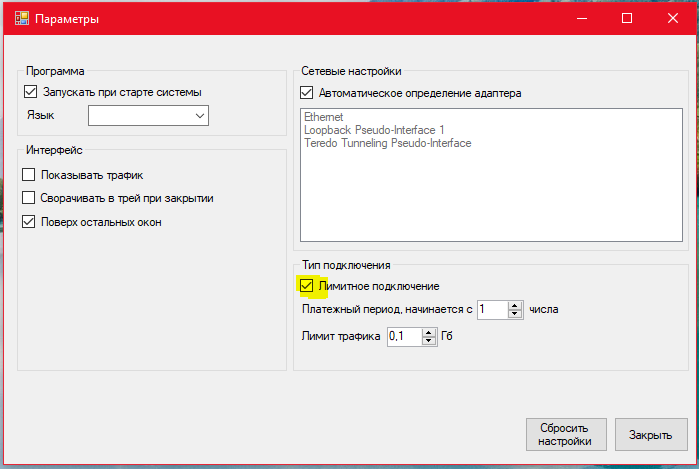 Параметры
Программа
Запускать при старте системы
Язык
Интерфейс
Показывать трафик
Сворачивать в трей при закрытии
Поверх остальных окон
Сетевые настройки
Автоматическое определение адаптера
Ethernet
Loopback Pseudo-Interface 1
Teredo Tunneling Pseudo-Interface
Тип подключения
Лимитное подключение
Платежный период, начинается с 1 числа
Лимит трафика 0,1 Гб
Сбросить
настройки
Закрыть